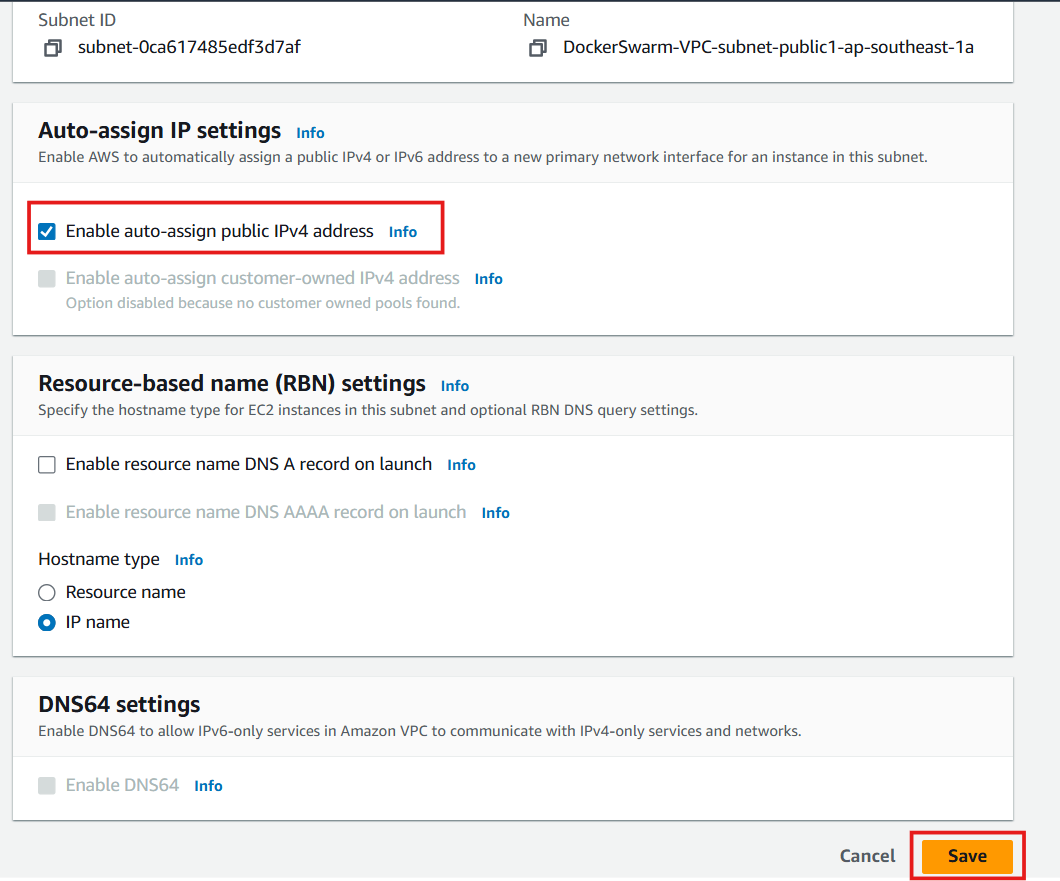 Subnet ID
subnet-0ca617485edf3d7af
Name
DockerSwarm-VPC-subnet-public1-ap-southeast-1a
Auto-assign IP settings Info
Enable AWS to automatically assign a public IPv4 or IPv6 address to a new primary network interface for an instance in this subnet.
Enable auto-assign public IPv4 address Info
Enable auto-assign customer-owned IPv4 address Info
Option disabled because no customer owned pools found.
Resource-based name (RBN) settings Info
Specify the hostname type for EC2 instances in this subnet and optional RBN DNS query settings.
Enable resource name DNS A record on launch Info
Enable resource name DNS AAAA record on launch Info
Hostname type Info
Resource name
IP name
DNS64 settings
Enable DNS64 to allow IPv6-only services in Amazon VPC to communicate with IPv4-only services and networks.
Enable DNS64 Info
Cancel Save